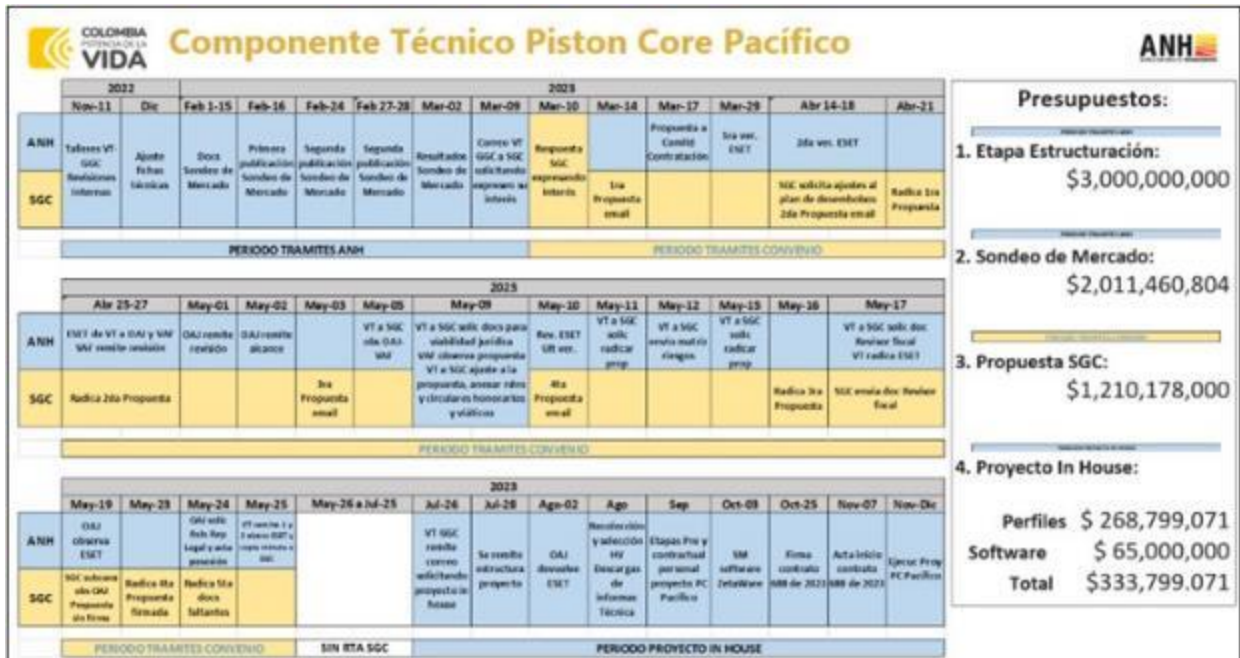 COLOMBIA
POTENCIA DE LA
VIDA
Componente Técnico Piston Core Pacífico
ANH
2022
2023
Nov-11
Dic
Feb 1-15
Feb-16
Feb-24
Feb 27-28
Mar-02
Mar-09
Mar-10
Mar-14
Mar-17
Mar-29
Abr 14-18
Abr-21
ANH
SGC
Talleres VT-
GGC
Revisiones
Internas
Ajuste
fichas
técnicas
Docs
Sondeo de
Mercado
Primera
publicación
Sondeo de
Mercado
Segunda
publicación
Sondeo de
Mercado
Segunda
publicación
Sondeo de
Mercado
Resultados
Sondeo de
Mercado
Correo VT
GGC a SGC
solicitando
expresen su
interés
Respuesta
SGC
expresando
interés
1ra
Propuesta
email
Propuesta a
Comité
Contratación
1ra ver.
ESET
2da ver. ESET
SGC solicita ajustes al
plan de desembolsos
2da Propuesta email
Radica 1ra
Propuesta
PERIODO TRAMITES ANH
PERIODO TRAMITES CONVENIO
2023
Abr 25-27
May-01
May-02
May-03
May-05
May-09
May-10
May-11
May-12
May-15
May-16
May-17
ANH
SGC
ESET de VT a OAJ y VAF
VAF remite revisión
Radica 2da Propuesta
OAJ remite
revisión
OAJ remite
alcance
3ra
Propuesta
email
VT a SGC
obs OAJ-
VAF
VT a SGC solic docs para
viabilidad jurídica
VAF observa propuesta
VT a SGC ajuste a la
propuesta, anexar
y circulares honorarios
y viáticos
Rev. ESET
Ult ver.
4ta
Propuesta
email
VT a SGC
solic
radicar
prop
VT a SGC
envia matriz
riesgos
VT a SGC
solic
radicar
prop
Radica 3ra
Propuesta
VT a SGC solic doc
Revisor fiscal
VT radica ESET
SGC envia doc Revisor
fiscal
PERIODO TRAMITES CONVENIO
2023
May-19
May-23
May-24
May-25
May-26 a Jul-25
Jul-26
Jul-28
Ago-02
Ago
Sep
Oct-03
Oct-25
Nov-07
Nov-Dic
ANH
SGC
OAJ
observa
ESET
SGC subsana
obs OAJ
Propuesta
sin firma
Radica 4ta
Propuesta
firmada
Radica 5ta
docs
faltantes
VT GGC
remite
correo
solicitando
proyecto in
house
Se remite
estructura
proyecto
OAJ
devuelve
ESET
Recolección
y selección
HV
Descargas
de
informes
Técnica
Etapas Pre y
contractual
personal
proyecto PC
Pacífico
SM
software
ZetaWare
Firma
contrato
688 de 2023
Acta inicio
contrato
688 de 2023
Ejecuc Proy
PC Pacífico
PERIODO TRAMITES CONVENIO
SIN RTA SGC
PERIODO PROYECTO IN HOUSE
Presupuestos:
1. Etapa Estructuración:
$3,000,000,000
2. Sondeo de Mercado:
$2,011,460,804
3. Propuesta SGC:
$1,210,178,000
4. Proyecto In House:
Perfiles $ 268,799,071
Software $ 65,000,000
Total $333,799.071